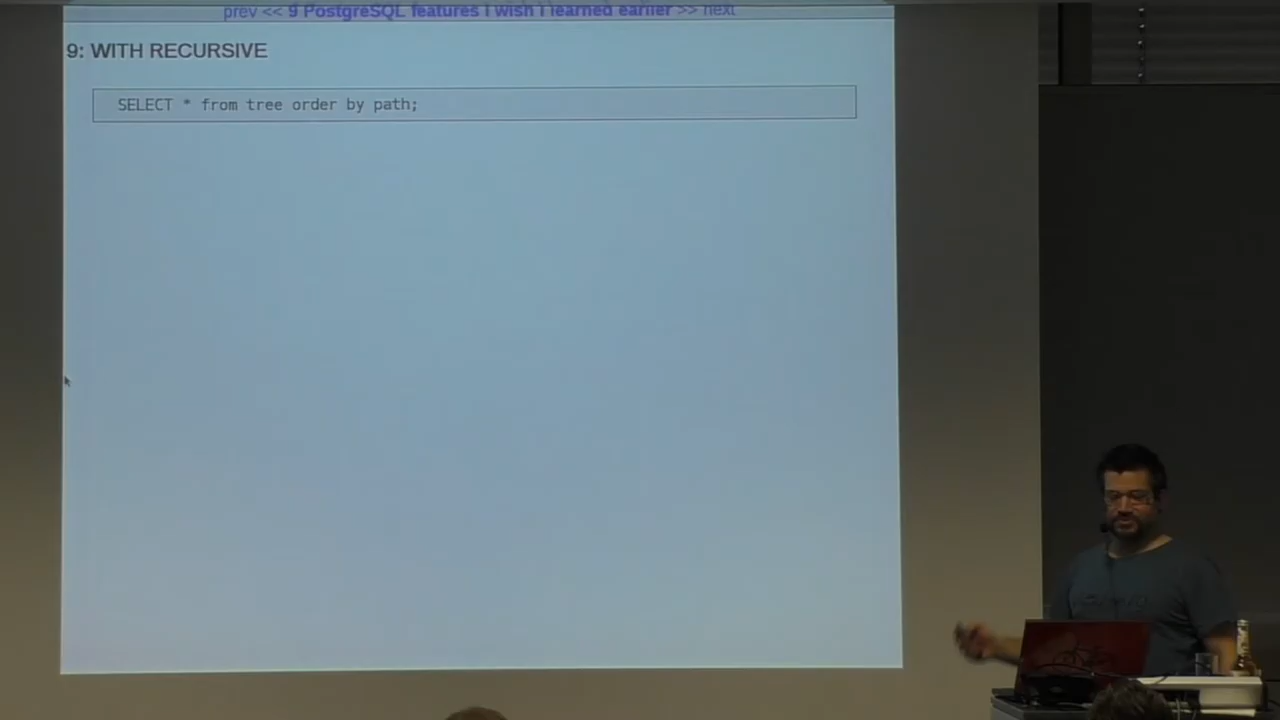 prev << 9 PostgreSQL features I wish I learned earlier >> next
9: WITH RECURSIVE
SELECT * from tree order by path;